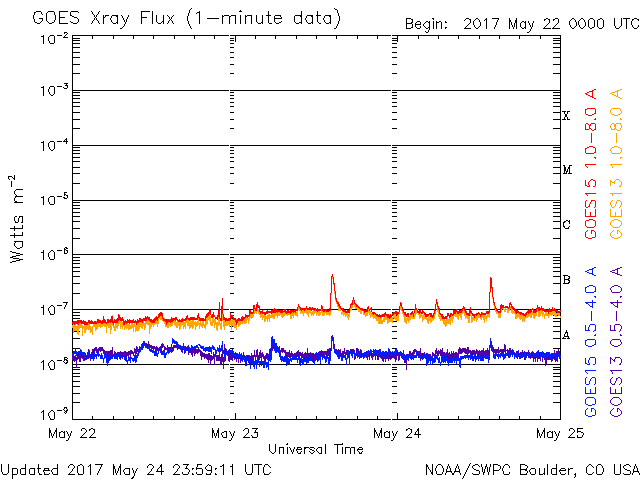 GOES Xray Flux (1-minute data)
Begin: 2017 May 22 0000 UTC
10⁻²
10⁻³
10⁻⁴
10⁻⁵
10⁻⁶
10⁻⁷
10⁻⁸
10⁻⁹
Watts m⁻²
X
M
C
B
A
GOES15 1.0-8.0 A
GOES13 1.0-8.0 A
GOES15 0.5-4.0 A
GOES13 0.5-4.0 A
May 22
May 23
May 24
May 25
Universal Time
Updated 2017 May 24 23:59:11 UTC
NOAA/SWPC Boulder, CO USA